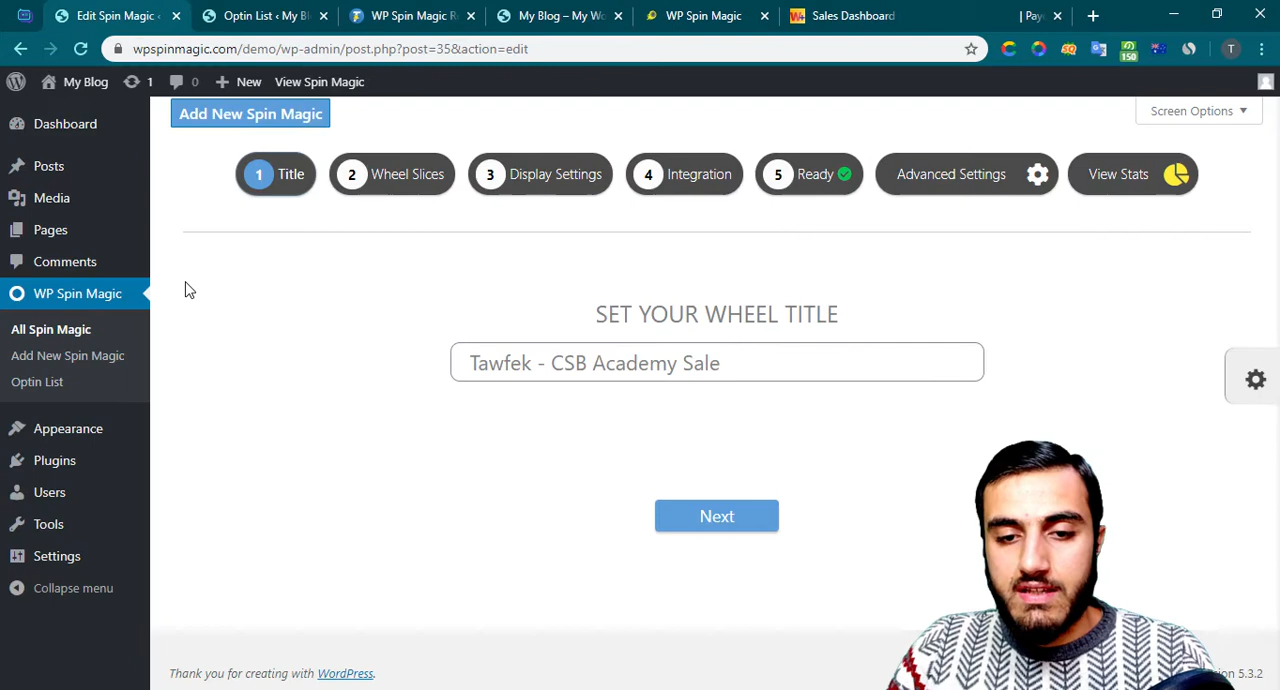 Edit Spin Magic ‹
Optin List ‹ My Bl
WP Spin Magic R
My Blog – My Wo
WP Spin Magic
Sales Dashboard
| Pay
wpspinmagic.com/demo/wp-admin/post.php?post=35&action=edit
150
T
My Blog
1
0
New
View Spin Magic
Dashboard
Posts
Media
Pages
Comments
WP Spin Magic
All Spin Magic
Add New Spin Magic
Optin List
Appearance
Plugins
Users
Tools
Settings
Collapse menu
Add New Spin Magic
Screen Options
1 Title
2 Wheel Slices
3 Display Settings
4 Integration
5 Ready
Advanced Settings
View Stats
SET YOUR WHEEL TITLE
Tawfek - CSB Academy Sale
Next
Thank you for creating with WordPress.
5.3.2